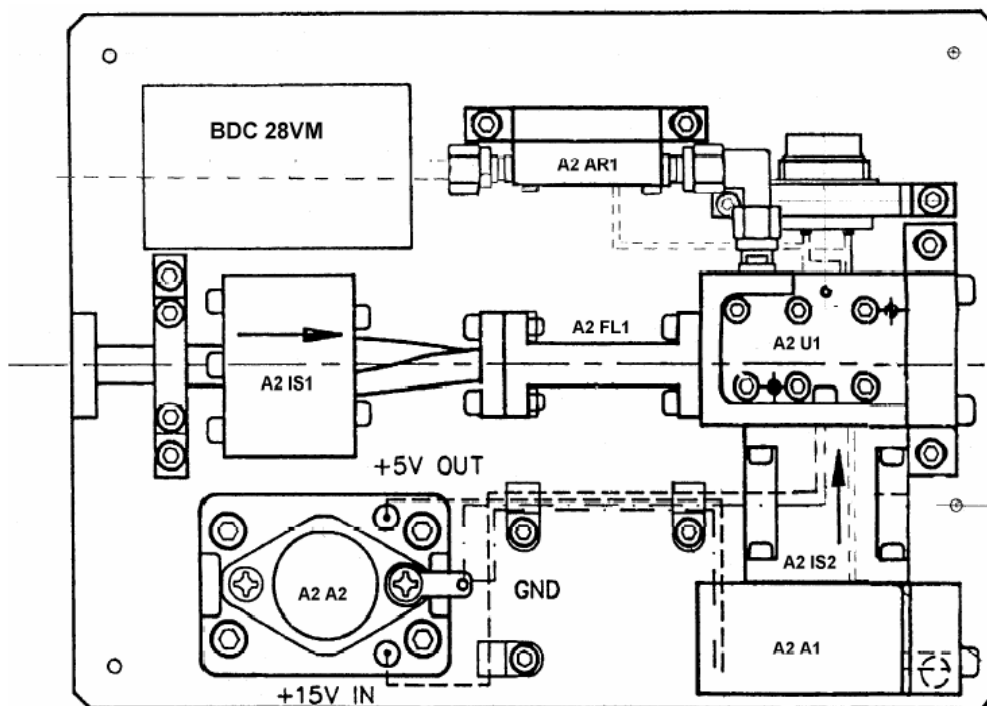 BDC 28VM
A2 AR1
A2 FL1
A2 U1
A2 IS1
+5V OUT
A2 IS2
A2 A2
GND
A2 A1
+15V IN